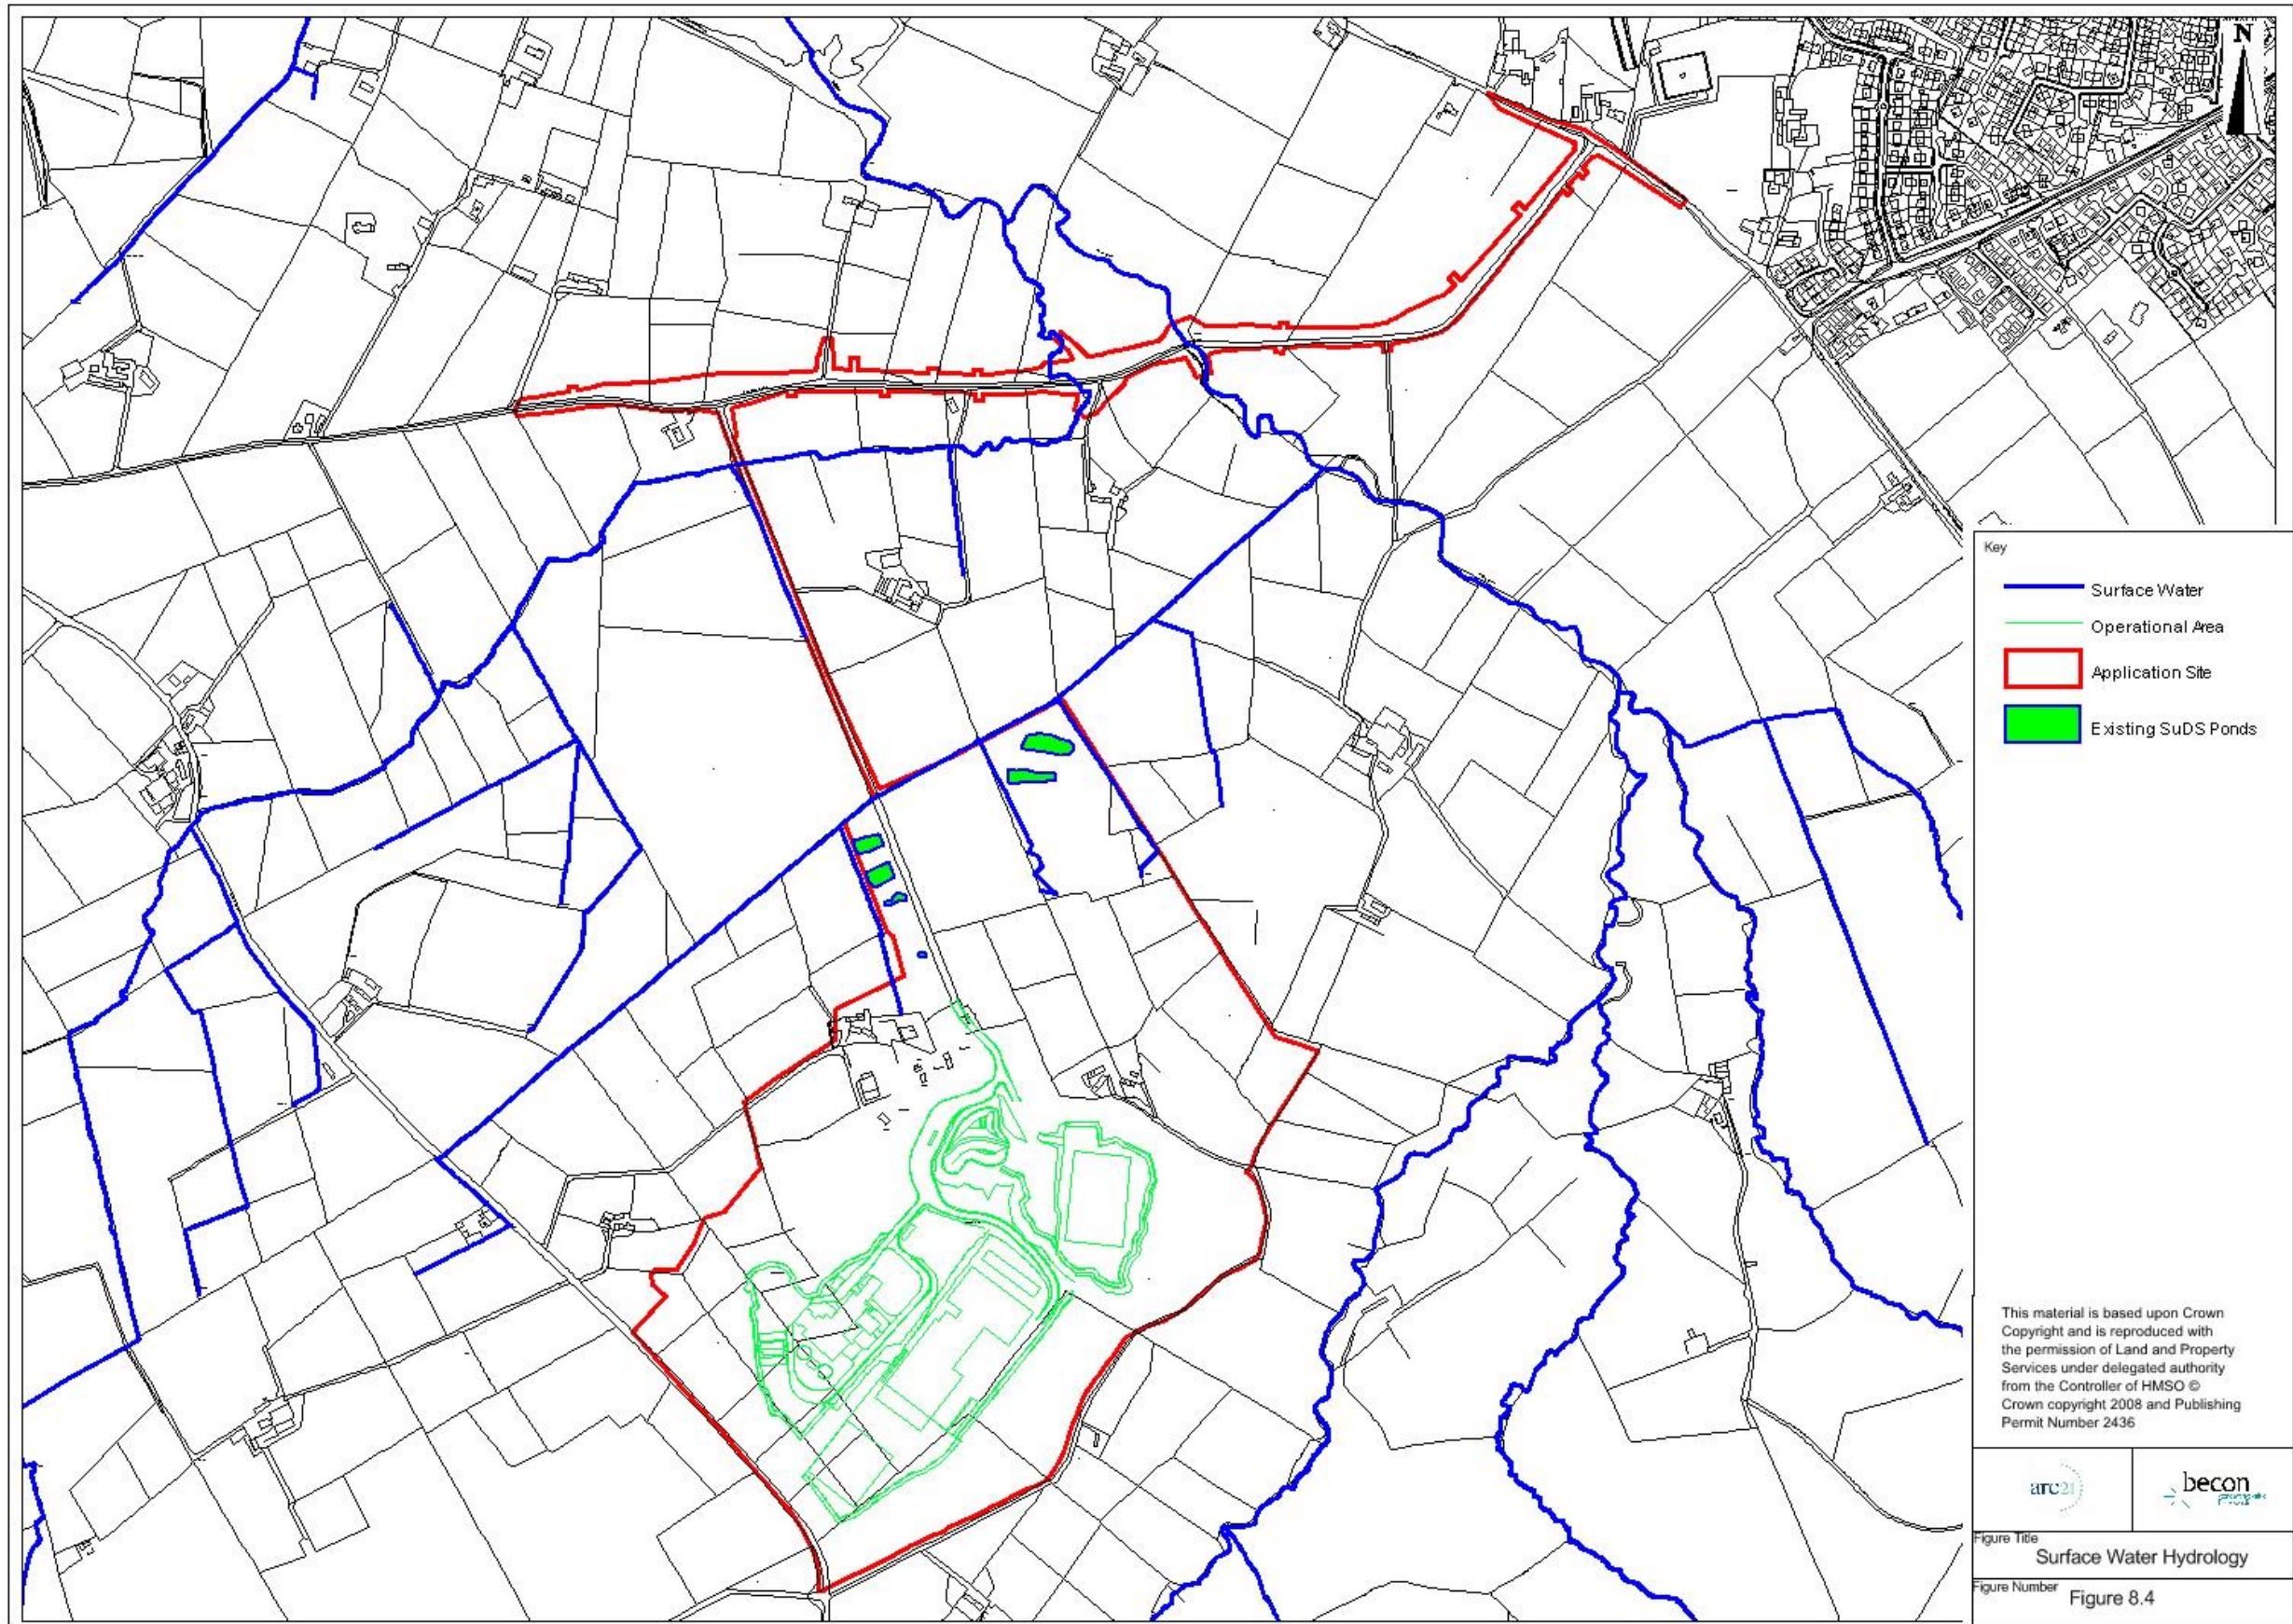 N
Key
Surface Water
Operational Area
Application Site
Existing SuDS Ponds
This material is based upon Crown
Copyright and is reproduced with
the permission of Land and Property
Services under delegated authority
from the Controller of HMSO ©
Crown copyright 2008 and Publishing
Permit Number 2436
arc21
becon
Figure Title
Surface Water Hydrology
Figure Number
Figure 8.4